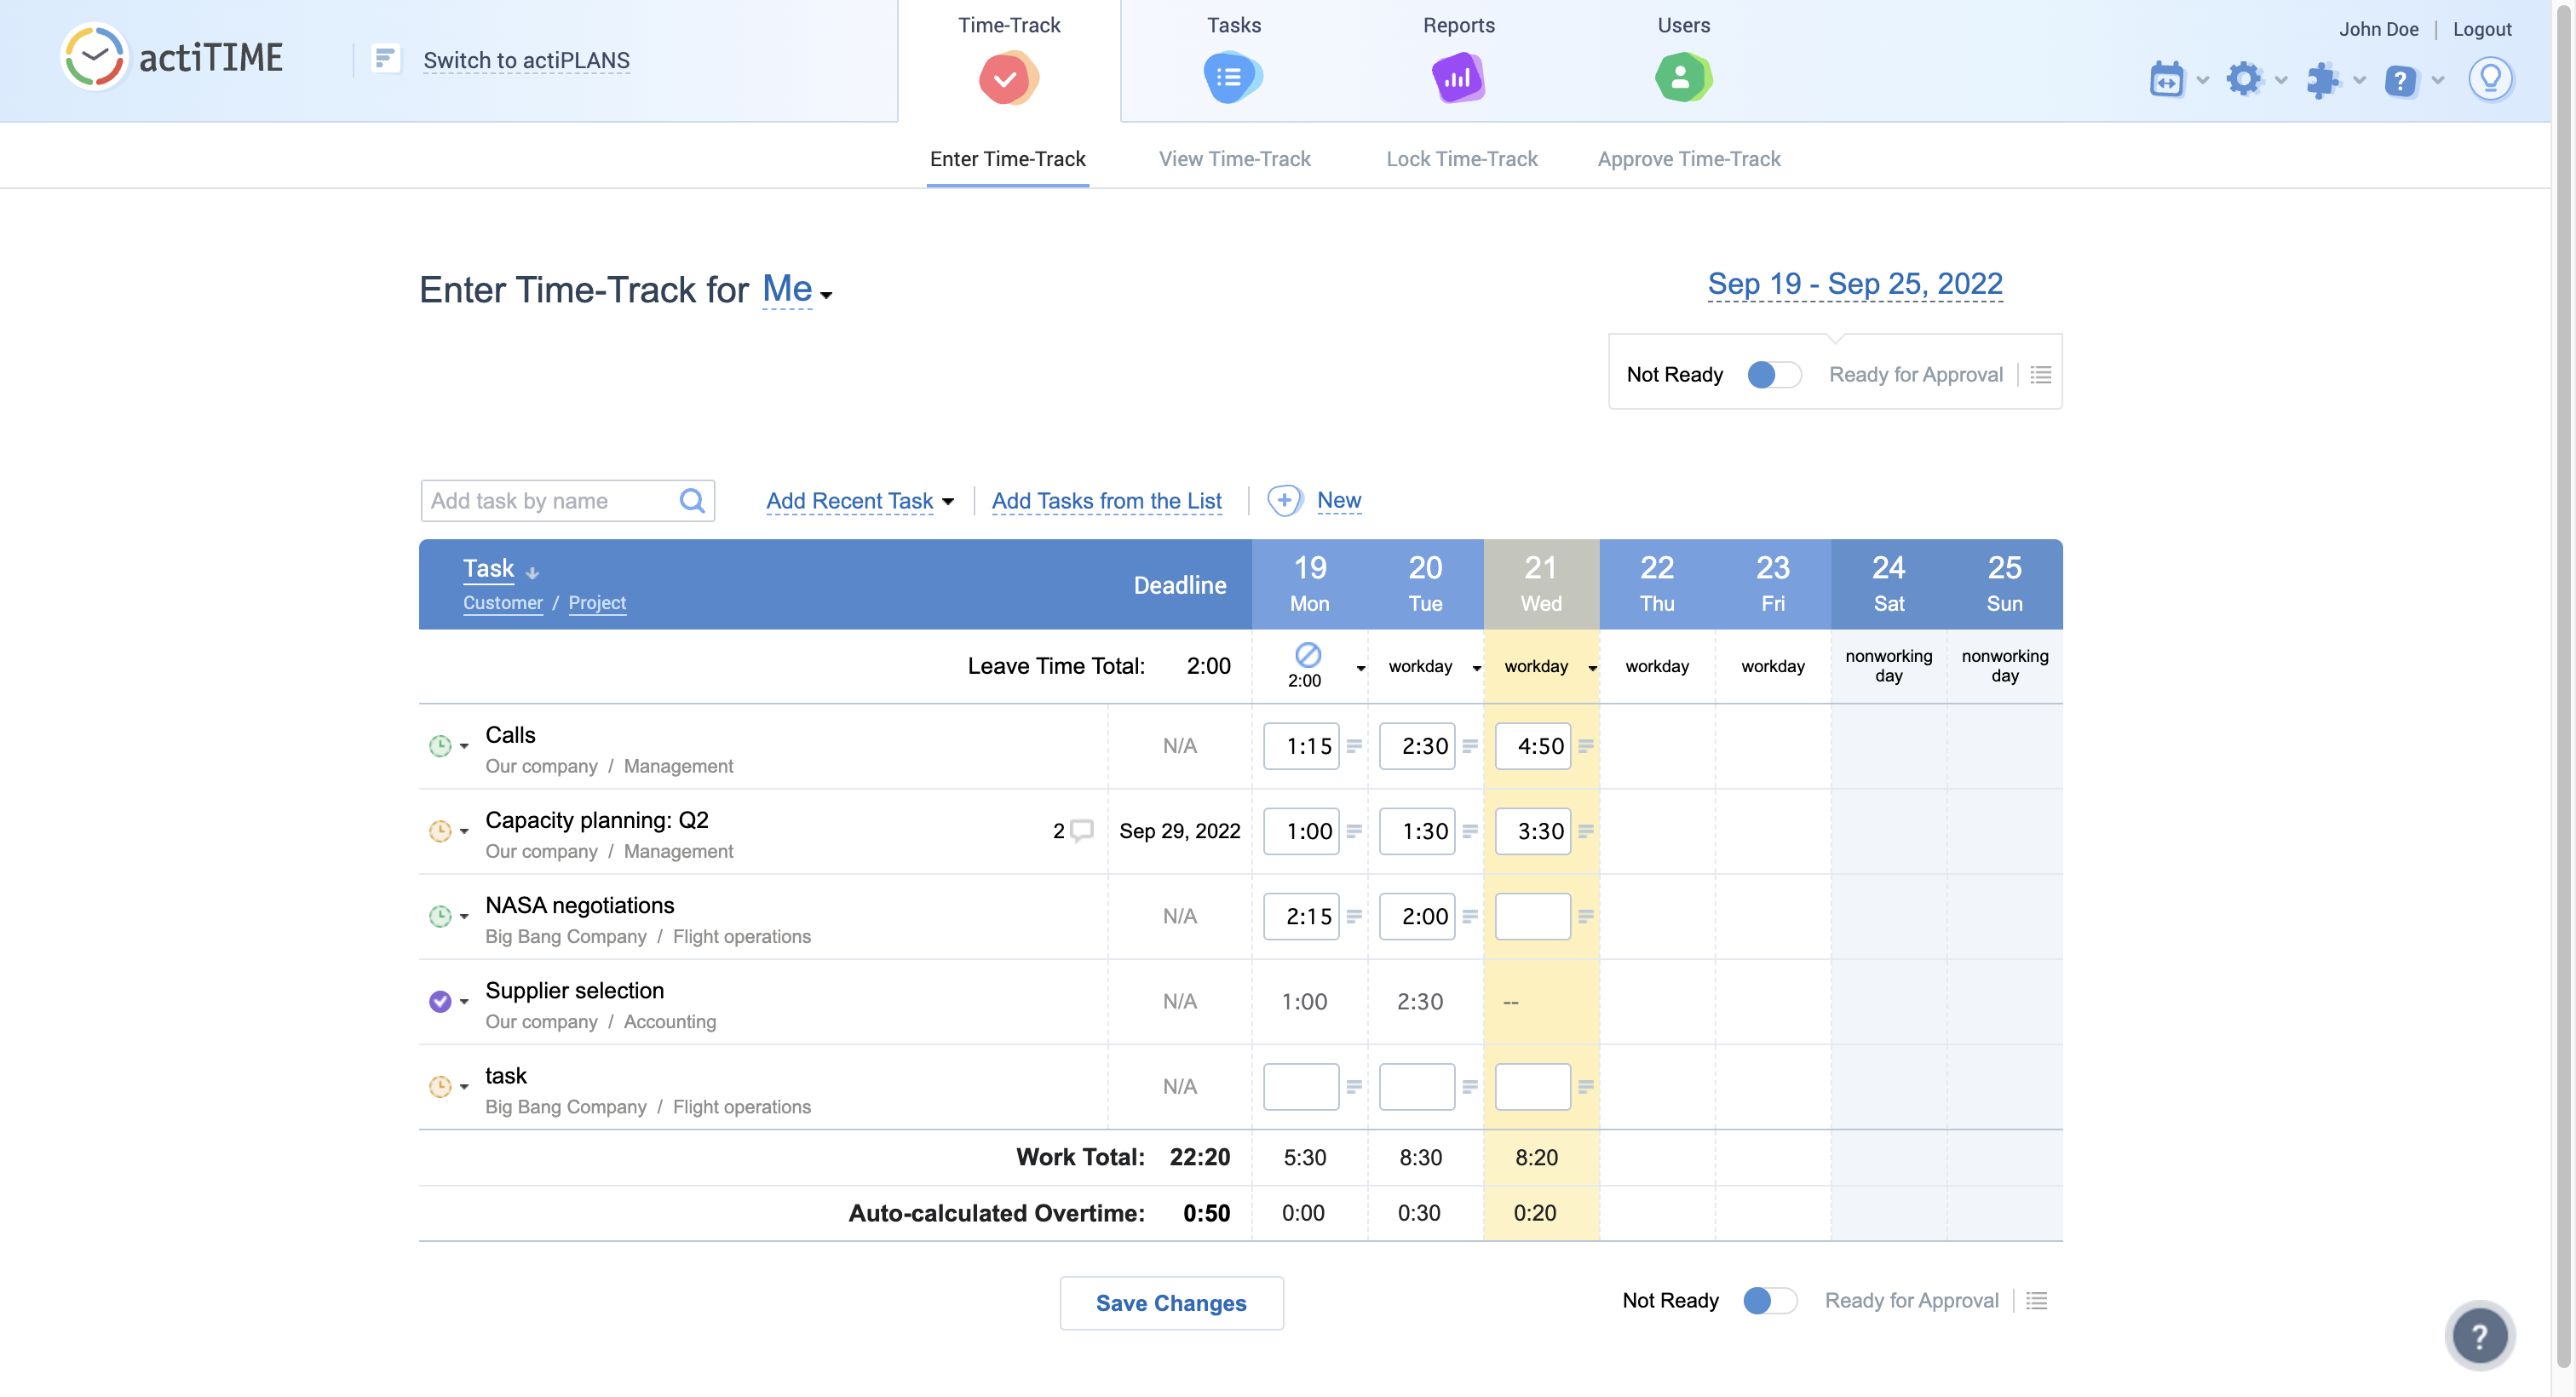 actiTIME
Switch to actiPLANS
Time-Track
Tasks
Reports
Users
John Doe | Logout
Enter Time-Track
View Time-Track
Lock Time-Track
Approve Time-Track
Enter Time-Track for Me
Sep 19 - Sep 25, 2022
Not Ready Ready for Approval
Add task by name
Add Recent Task
Add Tasks from the List
New
Task
Customer / Project
Deadline
19 Mon
20 Tue
21 Wed
22 Thu
23 Fri
24 Sat
25 Sun
Leave Time Total: 2:00 2:00 workday workday workday workday nonworking day nonworking day
Calls N/A 1:15 2:30 4:50
Our company / Management
Capacity planning: Q2 2 Sep 29, 2022 1:00 1:30 3:30
Our company / Management
NASA negotiations N/A 2:15 2:00
Big Bang Company / Flight operations
Supplier selection N/A 1:00 2:30 --
Our company / Accounting
task N/A
Big Bang Company / Flight operations
Work Total: 22:20 5:30 8:30 8:20
Auto-calculated Overtime: 0:50 0:00 0:30 0:20
Save Changes
Not Ready Ready for Approval
?